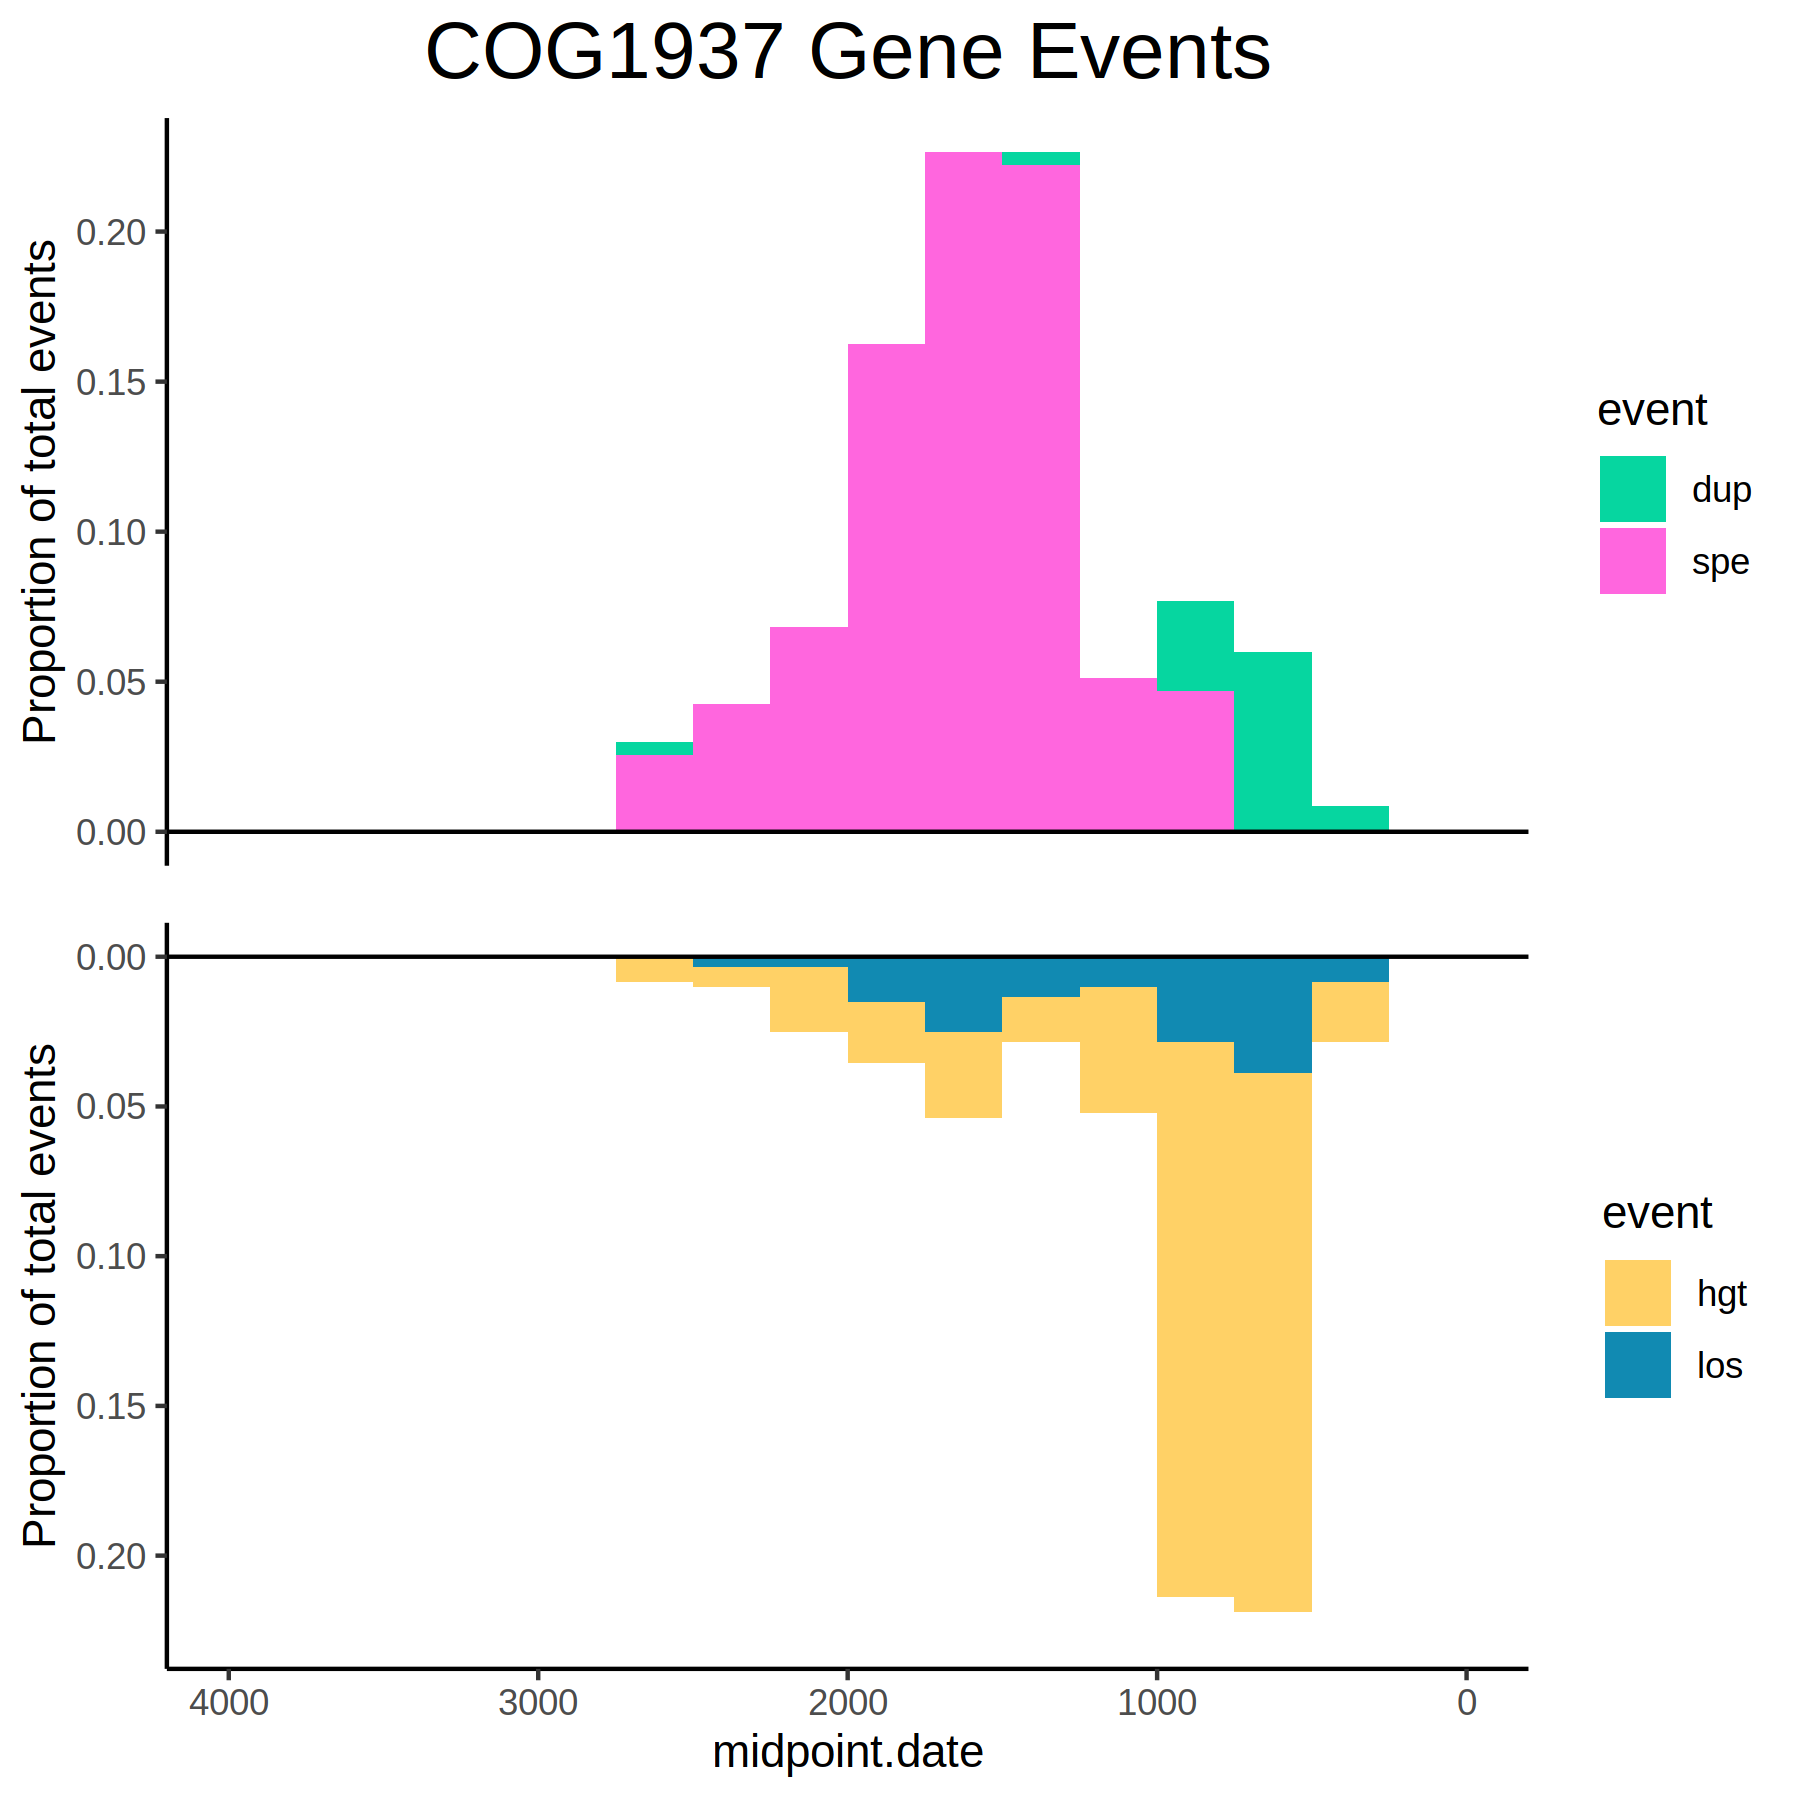 COG1937 Gene Events
Proportion of total events
0.20
0.15
0.10
0.05
0.00
event
dup
spe
Proportion of total events
0.00
0.05
0.10
0.15
0.20
event
hgt
los
4000 3000 2000 1000 0
midpoint.date